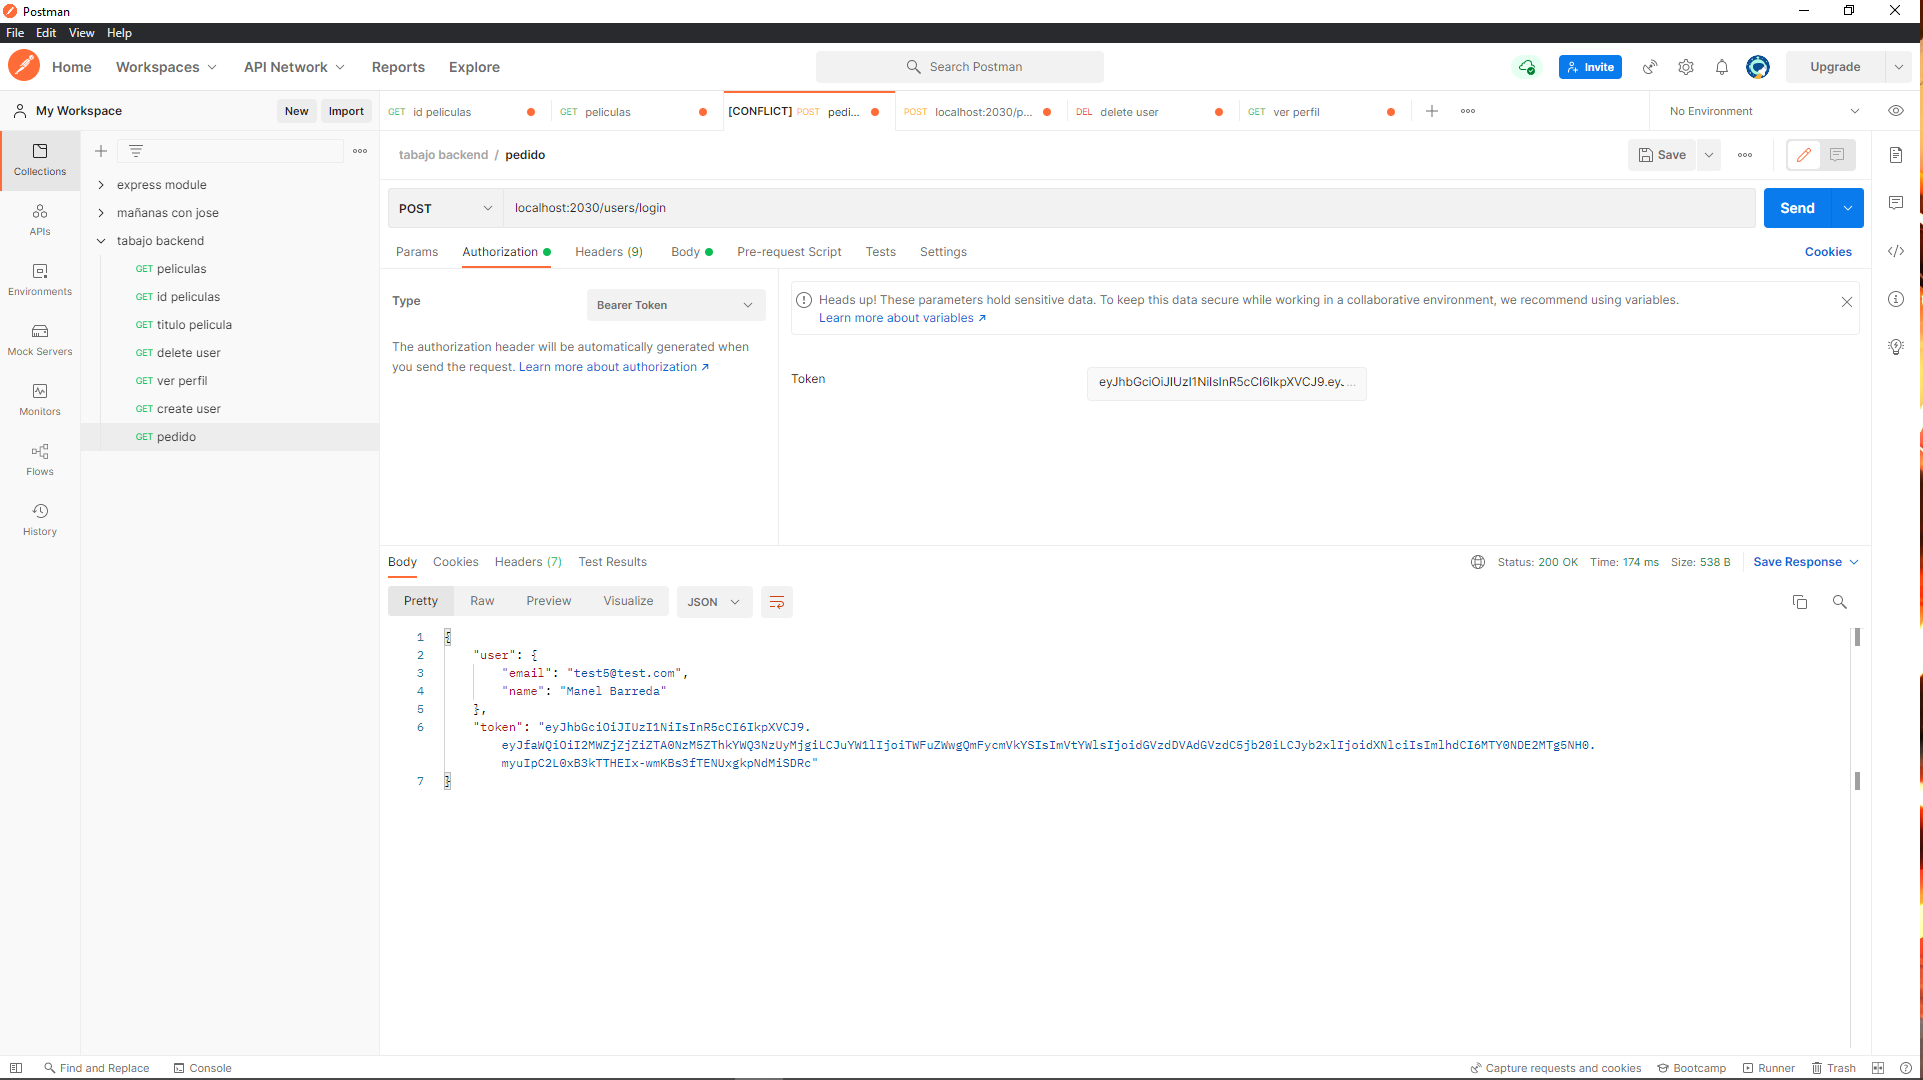 Postman
File Edit View Help
Home Workspaces API Network Reports Explore Search Postman Invite Upgrade
My Workspace New Import GET id peliculas GET peliculas [CONFLICT] POST pedi... POST localhost:2030/p... DEL delete user GET ver perfil No Environment
Collections
APIs
Environments
Mock Servers
Monitors
Flows
History
express module
mañanas con jose
tabajo backend
GET peliculas
GET id peliculas
GET titulo pelicula
GET delete user
GET ver perfil
GET create user
GET pedido
tabajo backend / pedido Save
POST localhost:2030/users/login Send
Params Authorization Headers (9) Body Pre-request Script Tests Settings Cookies
Type Bearer Token
The authorization header will be automatically generated when
you send the request. Learn more about authorization ↗
Heads up! These parameters hold sensitive data. To keep this data secure while working in a collaborative environment, we recommend using variables.
Learn more about variables ↗
Token eyJhbGciOiJIUzI1NiIsInR5cCI6IkpXVCJ9.eyJ...
Body Cookies Headers (7) Test Results Status: 200 OK Time: 174 ms Size: 538 B Save Response
Pretty Raw Preview Visualize JSON
1 {
2 "user": {
3 "email": "test5@test.com",
4 "name": "Manel Barreda"
5 },
6 "token": "eyJhbGciOiJIUzI1NiIsInR5cCI6IkpXVCJ9.
eyJfaWQiOiI2MWZjZjZiZTA0NzM5ZThkYWQ3NzUyMjgiLCJuYW1lIjoiTWFuZWwgQmFycmVkYSIsImVtYWlsIjoidGVzdDVAdGVzdC5jb20iLCJyb2xlIjoidXNlciIsImlhdCI6MTY0NDE2MTg5NH0.
myuIpC2L0xB3kTTHEIx-wmKBs3fTENUxgkpNdMiSDRc"
7 }
Find and Replace Console Capture requests and cookies Bootcamp Runner Trash